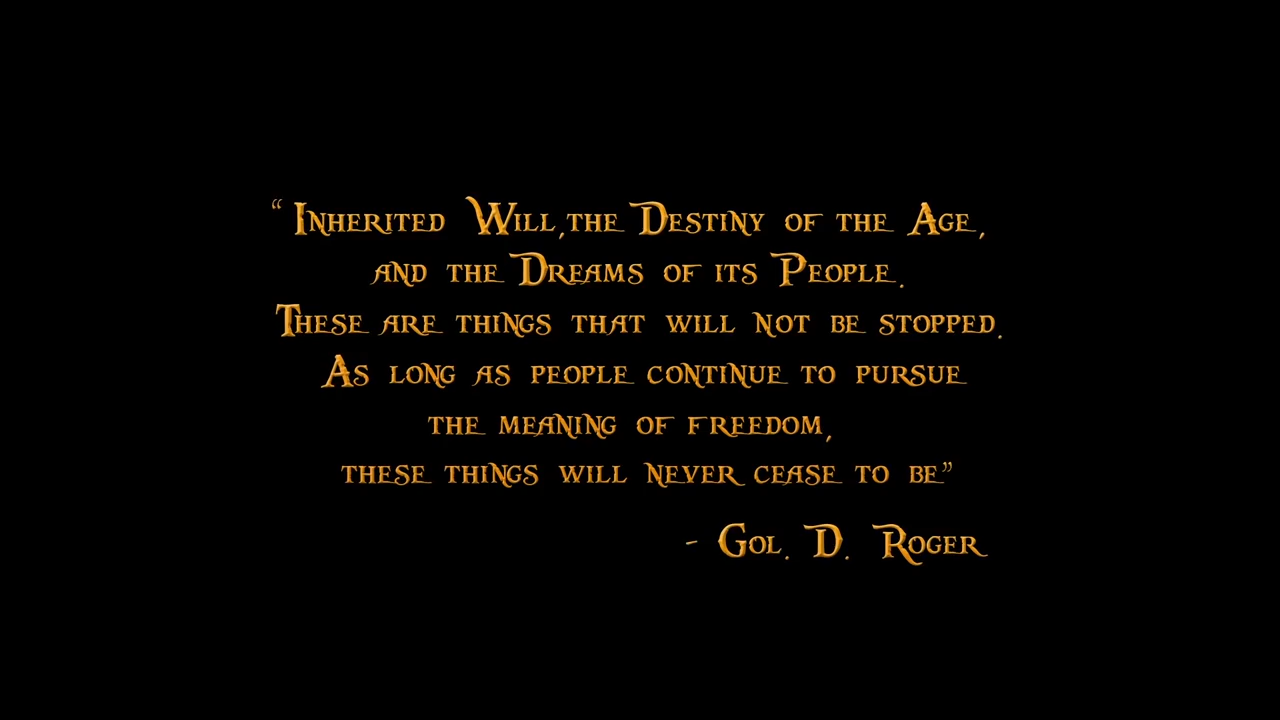 “ Inherited Will,the Destiny of the Age,
and the Dreams of its People.
These are things that will not be stopped.
As long as people continue to pursue
the meaning of freedom,
these things will never cease to be”
- Gol. D. Roger